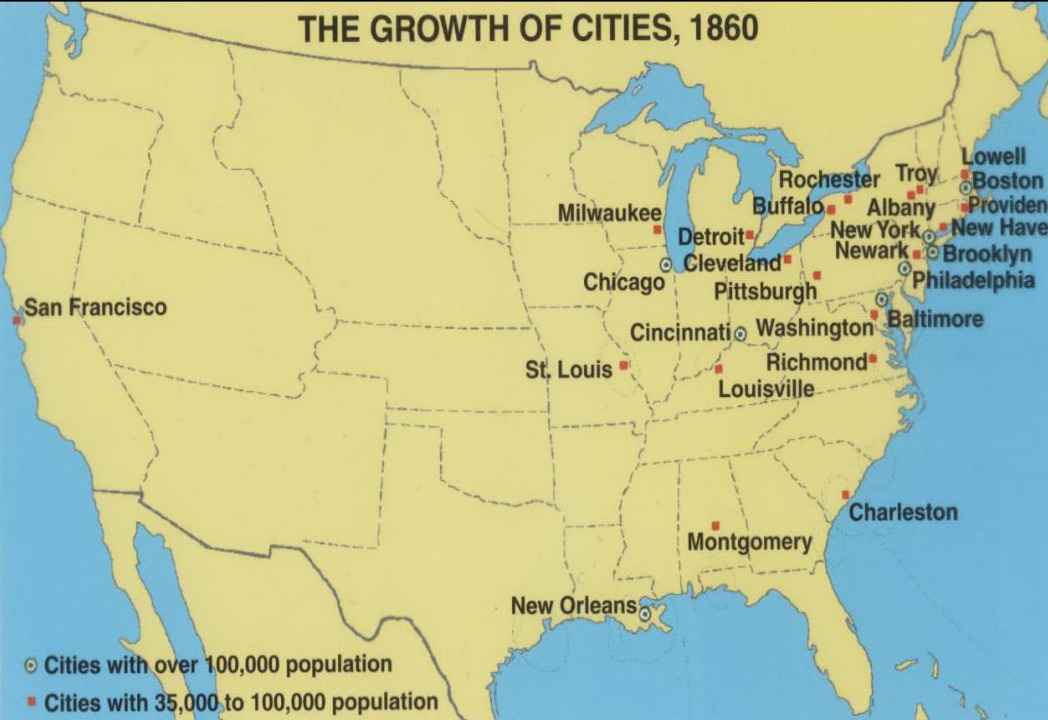 THE GROWTH OF CITIES, 1860
Lowell
Boston
Troy
Rochester
Providen
Buffalo
Albany
Milwaukee
New York
New Have
Detroit
Newark
Brooklyn
Cleveland
Chicago
Philadelphia
Pittsburgh
San Francisco
Baltimore
Cincinnati
Washington
St. Louis
Richmond
Louisville
Charleston
Montgomery
New Orleans
Cities with over 100,000 population
Cities with 35,000 to 100,000 population